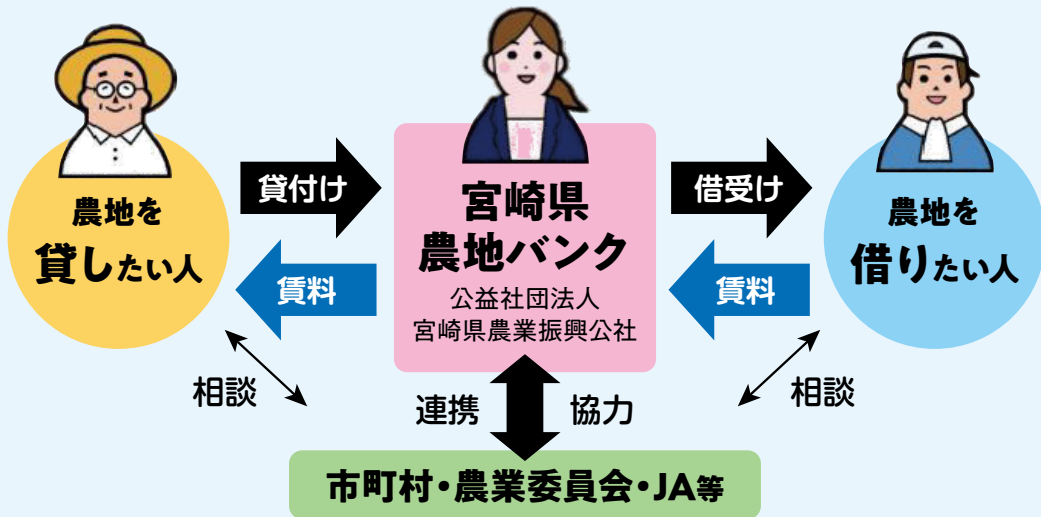 農地を
貸したい人
貸付け
賃料
宮崎県
農地バンク
公益社団法人
宮崎県農業振興公社
借受け
賃料
農地を
借りたい人
相談
連携
協力
相談
市町村・農業委員会・JA等